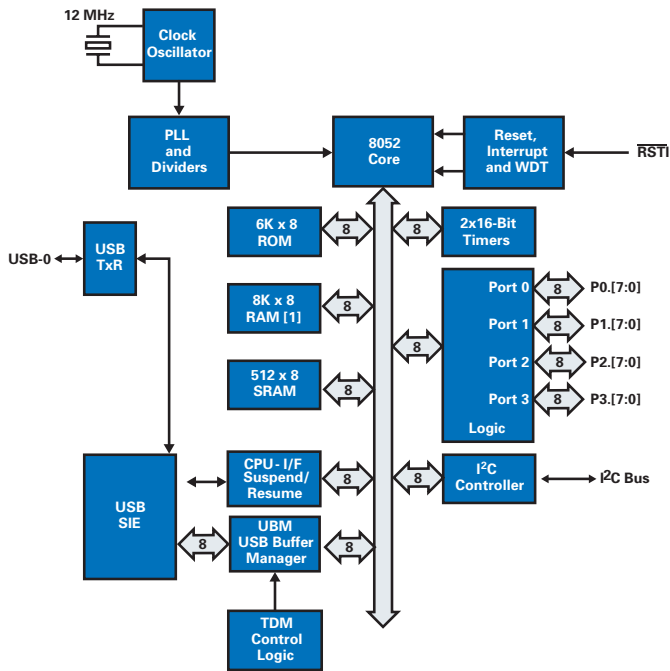 12 MHz
Clock
Oscillator
PLL
and
Dividers
8052
Core
Reset,
Interrupt
and WDT
RSTI
6K x 8
ROM
8
8
2x16-Bit
Timers
USB-0
USB
TxR
8K x 8
RAM [1]
8
8
Port 0
8
P0.[7:0]
Port 1
8
P1.[7:0]
Port 2
8
P2.[7:0]
Port 3
8
P3.[7:0]
Logic
512 x 8
SRAM
8
USB
SIE
CPU - I/F
Suspend/
Resume
8
8
I²C
Controller
I²C Bus
8
UBM
USB Buffer
Manager
8
TDM
Control
Logic